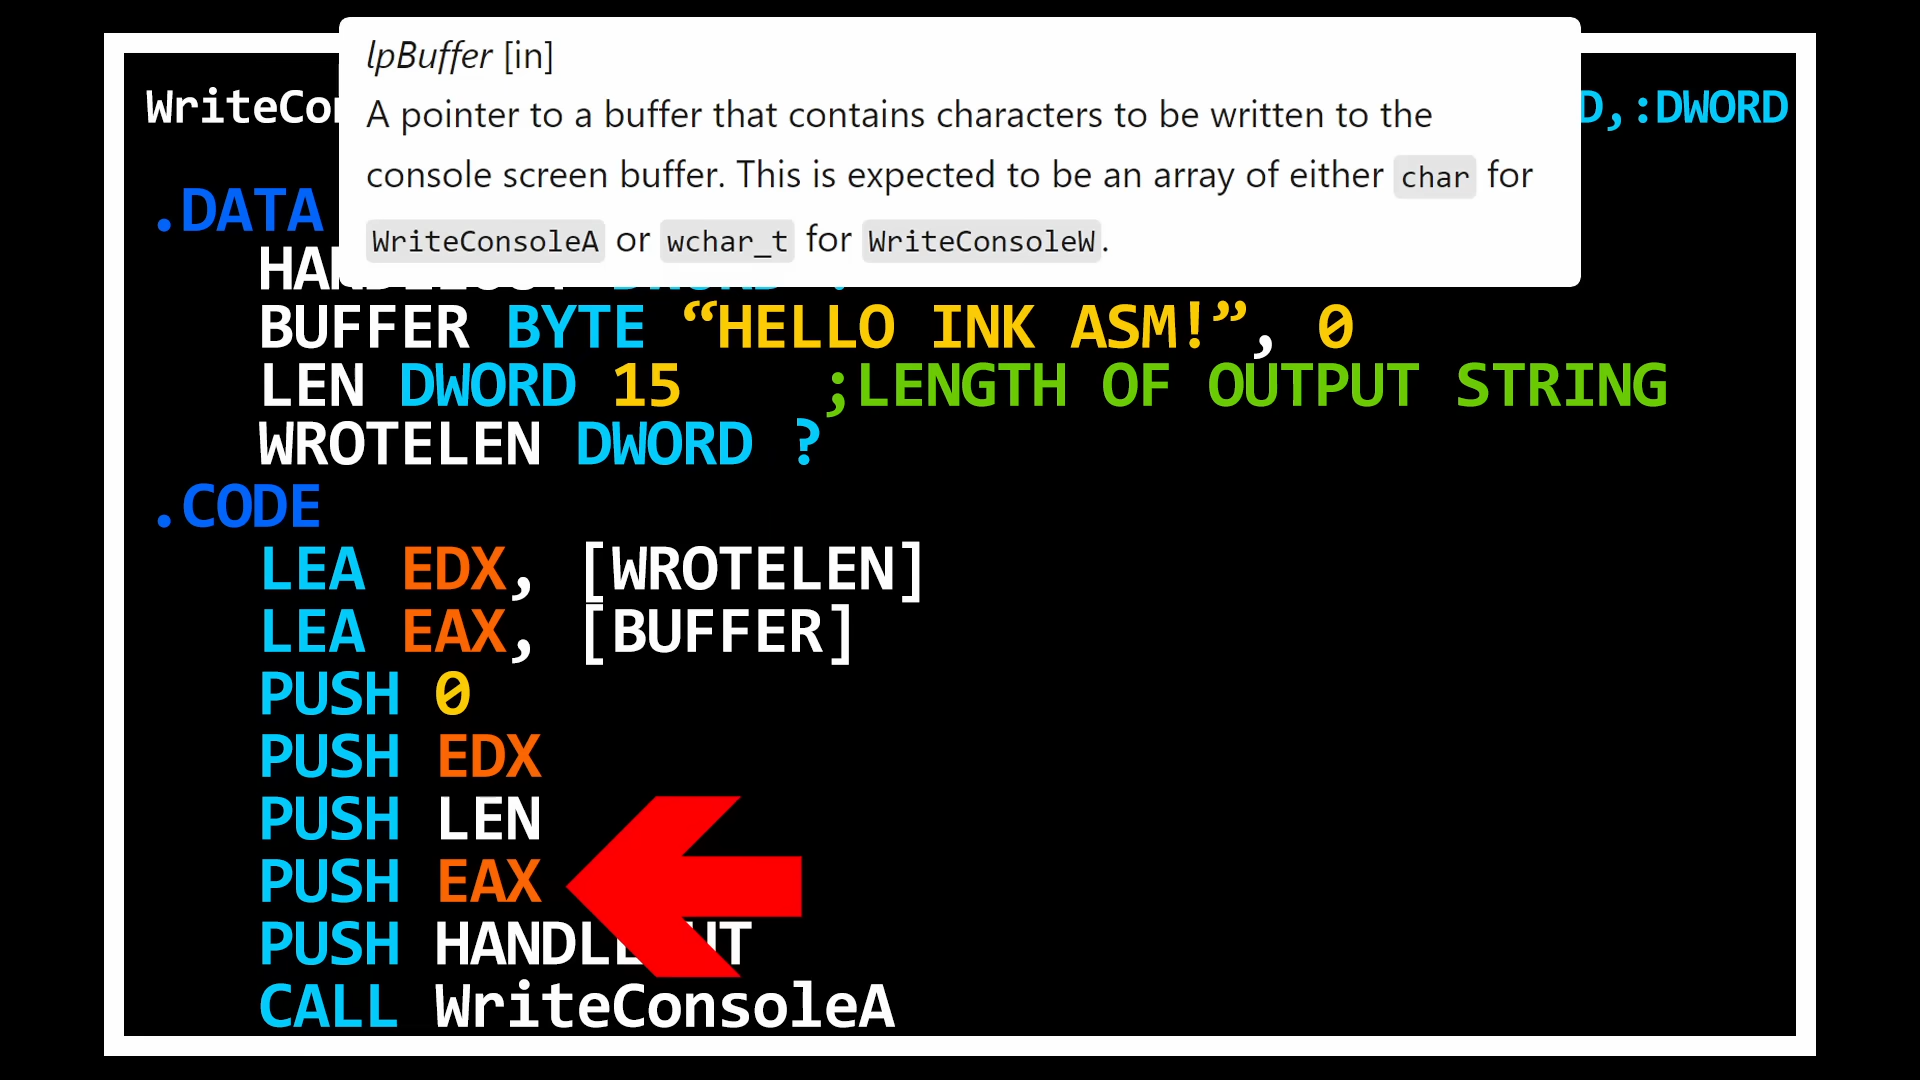 lpBuffer [in]
A pointer to a buffer that contains characters to be written to the
console screen buffer. This is expected to be an array of either char for
WriteConsoleA or wchar_t for WriteConsoleW.
WriteCon D,:DWORD
.DATA
BUFFER BYTE “HELLO INK ASM!”, 0
LEN DWORD 15 ;LENGTH OF OUTPUT STRING
WROTELEN DWORD ?
.CODE
LEA EDX, [WROTELEN]
LEA EAX, [BUFFER]
PUSH 0
PUSH EDX
PUSH LEN
PUSH EAX
PUSH
CALL WriteConsoleA